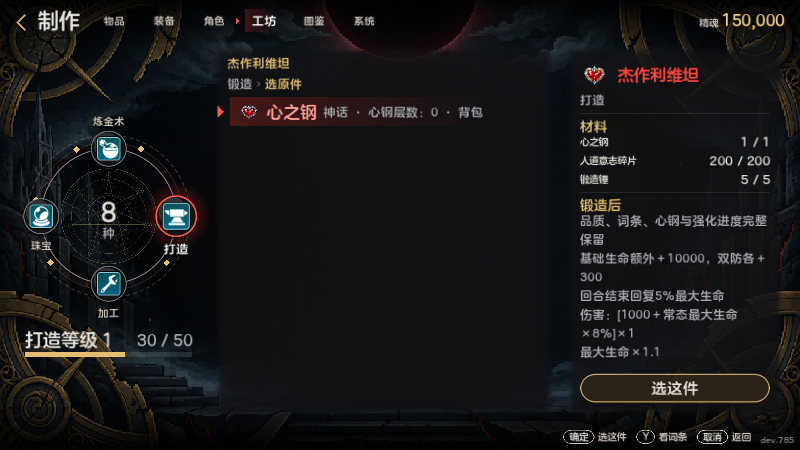 制作
物品
装备
角色
工坊
图鉴
系统
精魂 150,000
炼金术
珠宝
8
种
打造
加工
打造等级 1 30 / 50
杰作利维坦
锻造 › 选原件
心之钢 神话 · 心钢层数: 0 · 背包
杰作利维坦
打造
材料
心之钢 1 / 1
人道意志碎片 200 / 200
锻造锤 5 / 5
锻造后
品质、词条、心钢与强化进度完整
保留
基础生命额外+10000，双防各+
300
回合结束回复5%最大生命
伤害：[1000+常态最大生命
×8%]×1
最大生命×1.1
选这件
确定 选这件 Y 看词条 取消 返回
dev.785